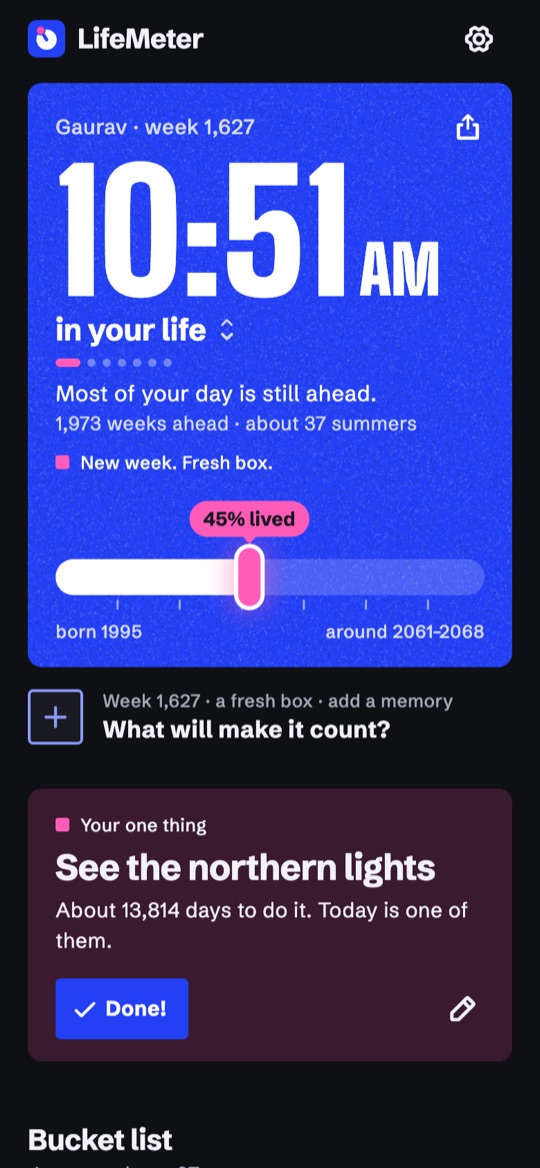 LifeMeter
Gaurav · week 1,627
10:51 AM
in your life
Most of your day is still ahead.
1,973 weeks ahead · about 37 summers
New week. Fresh box.
45% lived
born 1995
around 2061–2068
Week 1,627 · a fresh box · add a memory
What will make it count?
Your one thing
See the northern lights
About 13,814 days to do it. Today is one of
them.
Done!
Bucket list